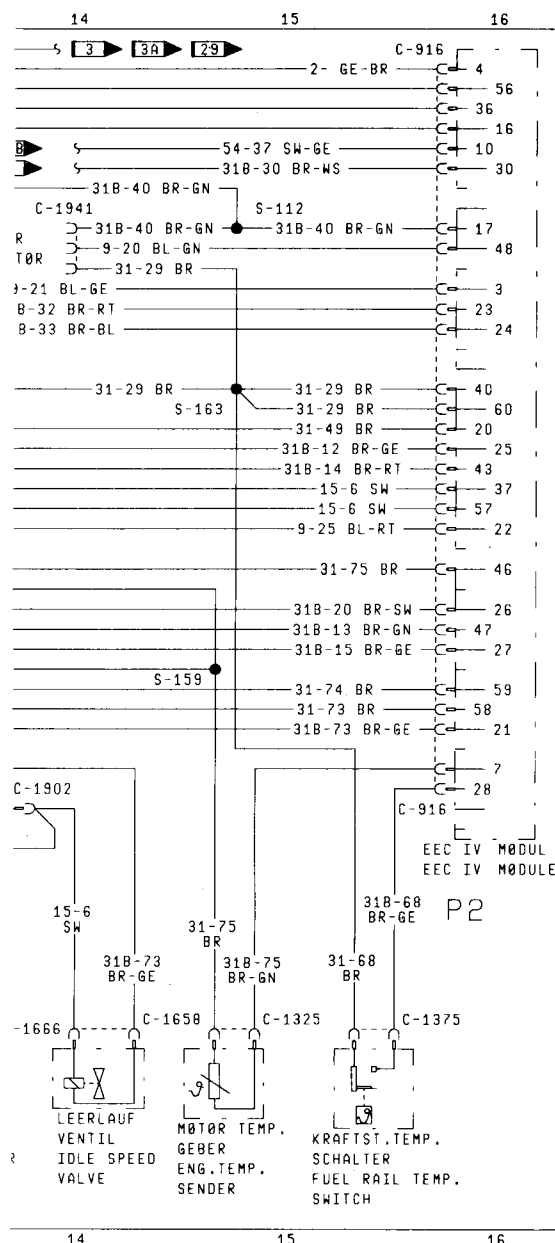 14 15 16
3 3A 29 C-916
2- GE-BR 4
56
36
16
B 54-37 SW-GE 10
31B-30 BR-WS 30
31B-40 BR-GN
C-1941 S-112
31B-40 BR-GN 31B-40 BR-GN 17
R
9-20 BL-GN 48
TØR
31-29 BR
9-21 BL-GE 3
B-32 BR-RT 23
B-33 BR-BL 24
31-29 BR 31-29 BR 40
S-163 31-29 BR 60
31-49 BR 20
31B-12 BR-GE 25
31B-14 BR-RT 43
15-6 SW 37
15-6 SW 57
9-25 BL-RT 22
31-75 BR 46
31B-20 BR-SW 26
31B-13 BR-GN 47
31B-15 BR-GE 27
S-159
31-74 BR 59
31-73 BR 58
31B-73 BR-GE 21
7
C-1902 28
C-916
EEC IV MØDUL
EEC IV MØDULE
P2
15-6
SW
31B-73
BR-GE
31-75
BR
31B-75
BR-GN
31-68
BR
31B-68
BR-GE
-1666 C-1658 C-1325 C-1375
LEERLAUF
VENTIL
IDLE SPEED
VALVE
R
MØTØR TEMP.
GEBER
ENG.TEMP.
SENDER
KRAFTST.TEMP.
SCHALTER
FUEL RAIL TEMP.
SWITCH
14 15 16